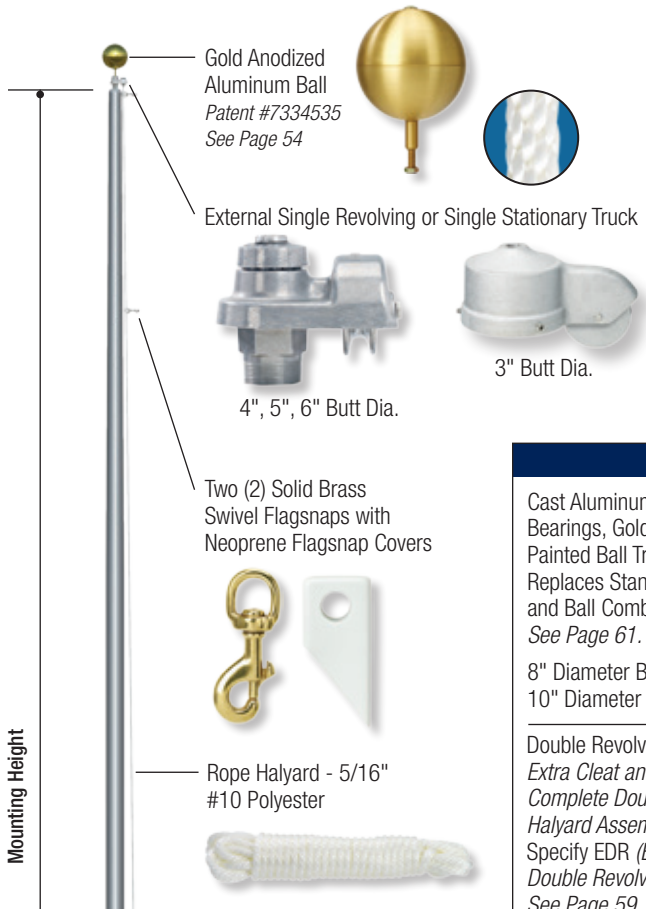 Gold Anodized
Aluminum Ball
Patent #7334535
See Page 54
External Single Revolving or Single Stationary Truck
4", 5", 6" Butt Dia.
3" Butt Dia.
Two (2) Solid Brass
Swivel Flagsnaps with
Neoprene Flagsnap Covers
Mounting Height
Rope Halyard - 5/16"
#10 Polyester
Cast Aluminum
Bearings, Gold
Painted Ball Tr
Replaces Stan
and Ball Comb
See Page 61.
8" Diameter B
10" Diameter
Double Revolv
Extra Cleat an
Complete Dou
Halyard Assem
Specify EDR (E
Double Revolv
See Page 59